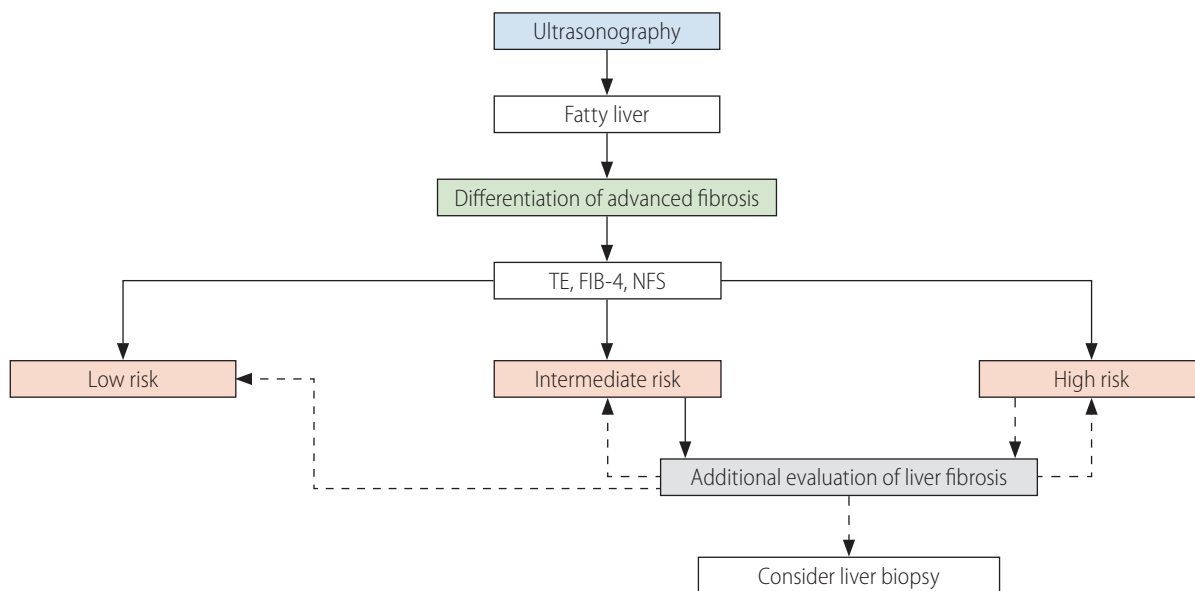 Ultrasonography
Fatty liver
Differentiation of advanced fibrosis
TE, FIB-4, NFS
Low risk
Intermediate risk
High risk
Additional evaluation of liver fibrosis
Consider liver biopsy